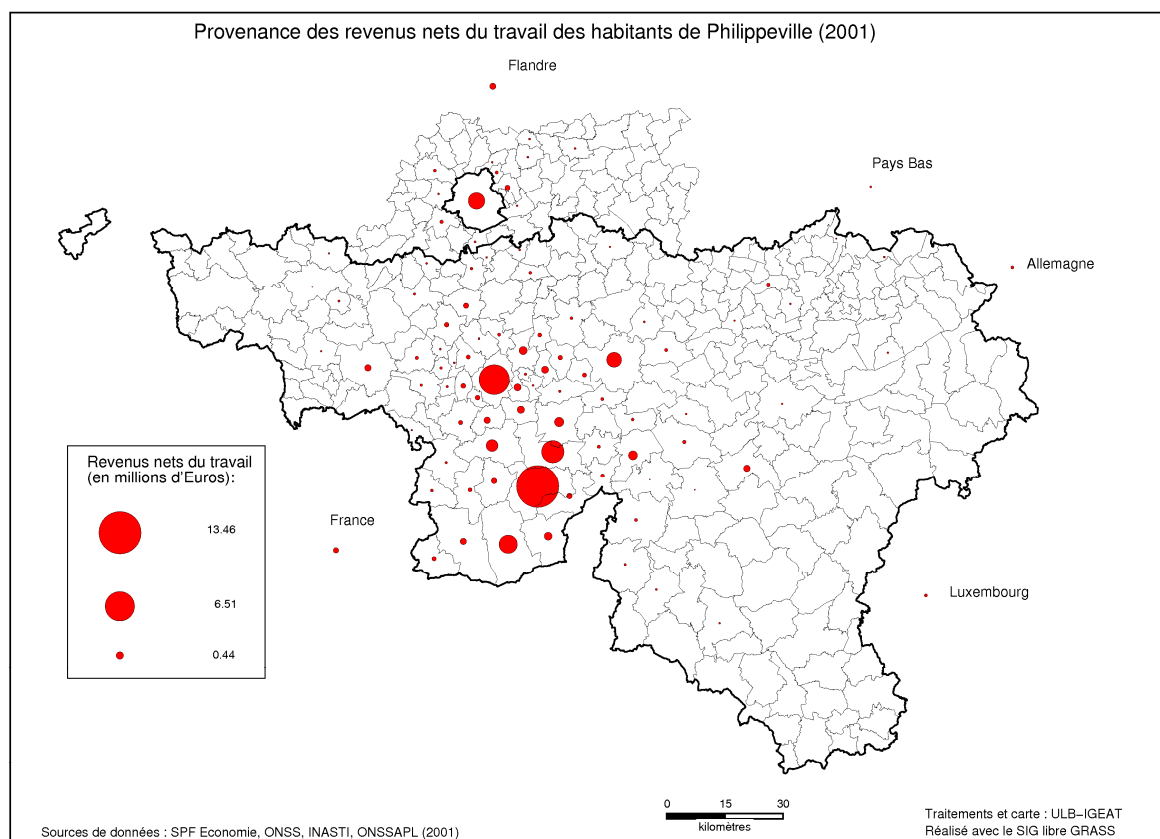 Provenance des revenus nets du travail des habitants de Philippeville (2001)
Flandre
Pays Bas
Allemagne
Revenus nets du travail
(en millions d'Euros):
13.46
6.51
0.44
France
Luxembourg
0 15 30
kilomètres
Sources de données : SPF Economie, ONSS, INASTI, ONSSAPL (2001)
Traitements et carte : ULB-IGEAT
Réalisé avec le SIG libre GRASS